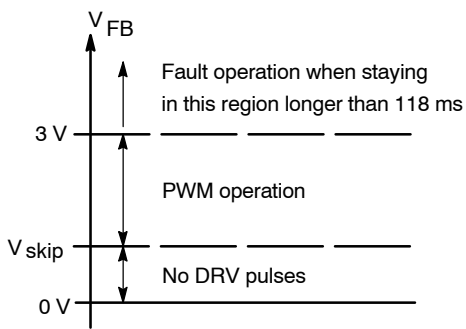 V FB
Fault operation when staying
in this region longer than 118 ms
3 V
PWM operation
V skip
No DRV pulses
0 V